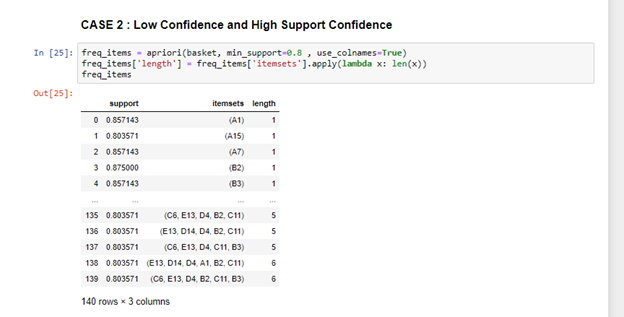 CASE 2 : Low Confidence and High Support Confidence
In [25]: freq_items = apriori(basket, min_support=0.8 , use_colnames=True)
freq_items['length'] = freq_items['itemsets'].apply(lambda x: len(x))
freq_items
Out[25]:
support itemsets length
0 0.857143 (A1) 1
1 0.803571 (A15) 1
2 0.857143 (A7) 1
3 0.875000 (B2) 1
4 0.857143 (B3) 1
... ... ... ...
135 0.803571 (C6, E13, D4, B2, C11) 5
136 0.803571 (E13, D14, D4, B2, C11) 5
137 0.803571 (C6, E13, D4, C11, B3) 5
138 0.803571 (E13, D14, D4, A1, B2, C11) 6
139 0.803571 (C6, E13, D4, B2, C11, B3) 6
140 rows × 3 columns